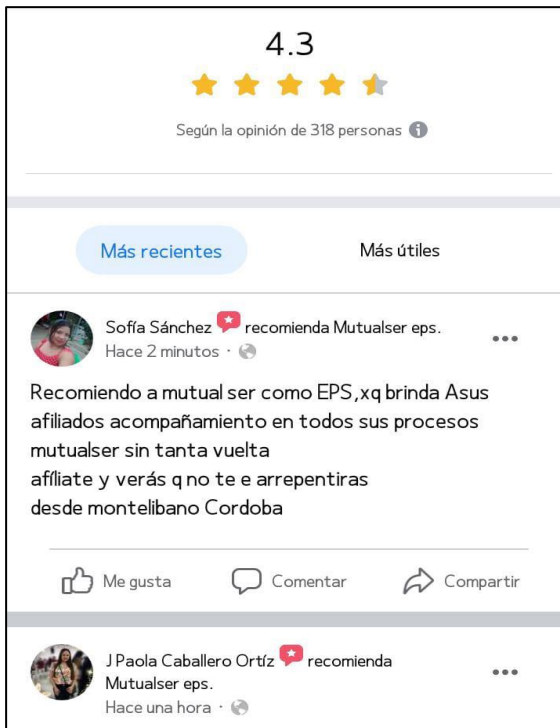 4.3
Según la opinión de 318 personas
Más recientes
Más útiles
Sofía Sánchez recomienda Mutualser eps.
Hace 2 minutos ·
Recomiendo a mutual ser como EPS,xq brinda Asus
afiliados acompañamiento en todos sus procesos
mutualser sin tanta vuelta
afíliate y verás q no te e arrepentiras
desde montelibano Cordoba
Me gusta
Comentar
Compartir
J Paola Caballero Ortíz recomienda
Mutualser eps.
Hace una hora ·